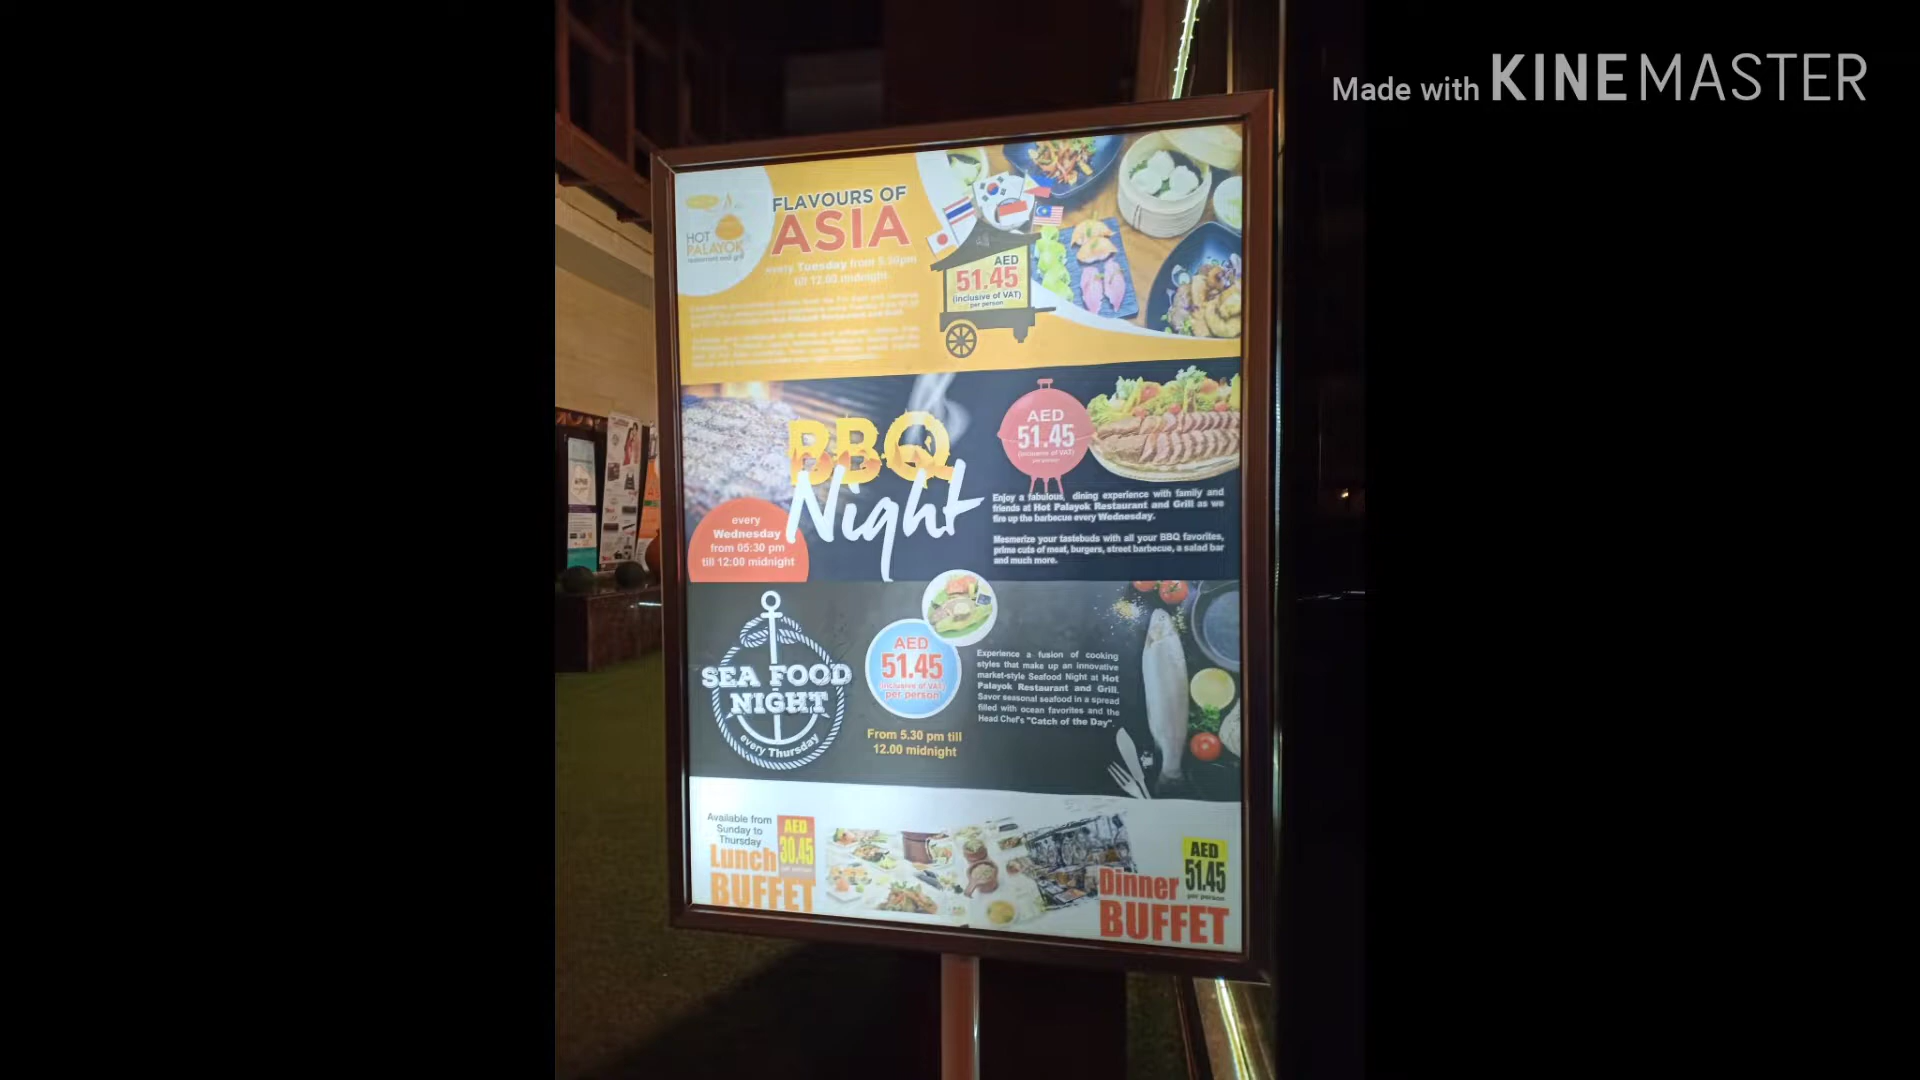 Made with KINEMASTER
HOT
PALAYOK
restaurant and grill
FLAVOURS OF
ASIA
every Tuesday from 5:30pm
till 12.00 midnight
AED
51.45
(inclusive of VAT)
per person
BBQ
Night
every
Wednesday
from 05:30 pm
till 12:00 midnight
AED
51.45
(inclusive of VAT)
per person
Enjoy a fabulous, dining experience with family and
friends at Hot Palayok Restaurant and Grill as we
fire up the barbecue every Wednesday.
Mesmerize your tastebuds with all your BBQ favorites,
prime cuts of meat, burgers, street barbecue, a salad bar
and much more.
SEA FOOD
NIGHT
every Thursday
AED
51.45
(inclusive of VAT)
per person
From 5.30 pm till
12.00 midnight
Experience a fusion of cooking
styles that make up an innovative
market-style Seafood Night at Hot
Palayok Restaurant and Grill.
Savor seasonal seafood in a spread
filled with ocean favorites and the
Head Chef's "Catch of the Day".
Available from
Sunday to
Thursday
Lunch
BUFFET
AED
30.45
per person
Dinner
BUFFET
AED
51.45
per person